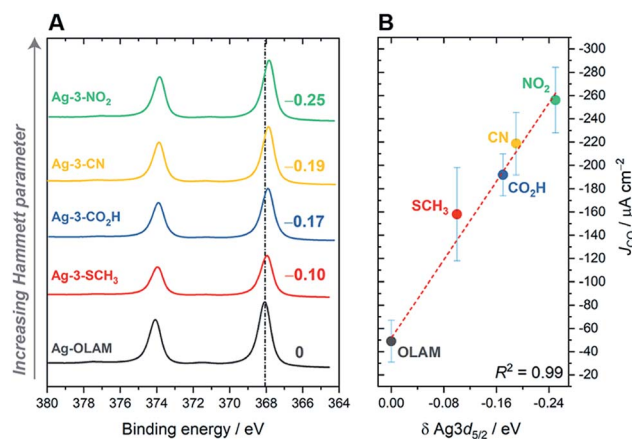 A
Increasing Hammett parameter
Ag-3-NO₂
−0.25
Ag-3-CN
−0.19
Ag-3-CO₂H
−0.17
Ag-3-SCH₃
−0.10
Ag-OLAM
0
380 378 376 374 372 370 368 366 364
Binding energy / eV
B
NO₂
CN
CO₂H
SCH₃
OLAM
R² = 0.99
-300
-280
-260
-240
-220
-200
-180
-160
-140
-120
-100
-80
-60
-40
-20
J_CO / µA cm⁻²
0.00 -0.08 -0.16 -0.24
δ Ag3d₅/₂ / eV